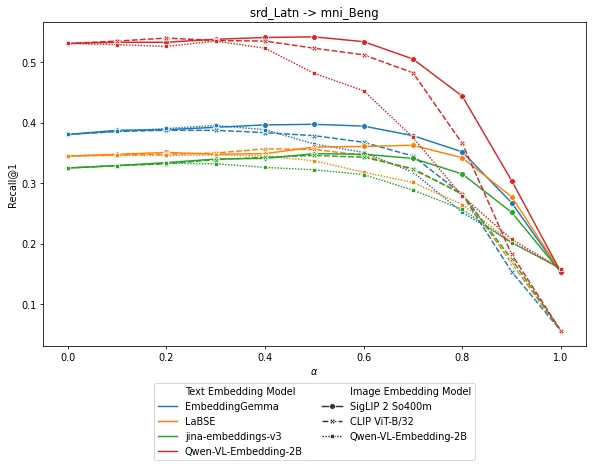 srd_Latn -> mni_Beng
Recall@1
0.5
0.4
0.3
0.2
0.1
0.0 0.2 0.4 0.6 0.8 1.0
α
Text Embedding Model
EmbeddingGemma
LaBSE
jina-embeddings-v3
Qwen-VL-Embedding-2B
Image Embedding Model
SigLIP 2 So400m
CLIP ViT-B/32
Qwen-VL-Embedding-2B